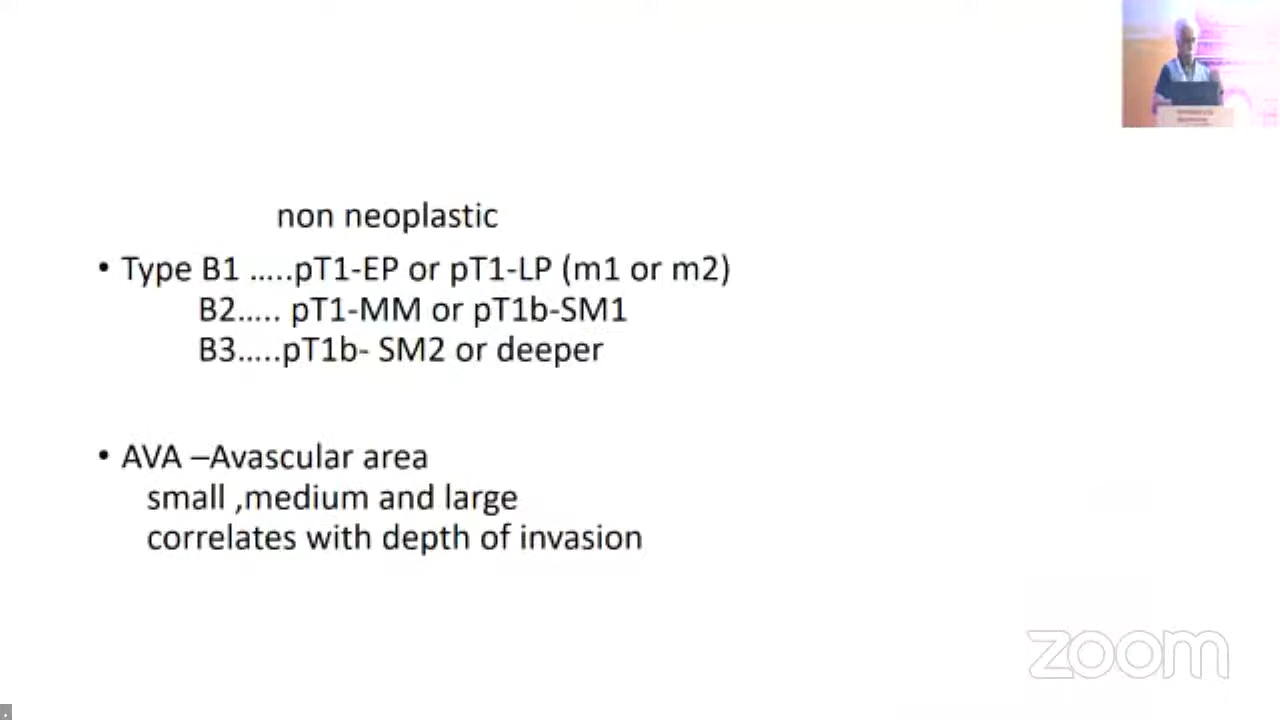 non neoplastic
• Type B1 .....pT1-EP or pT1-LP (m1 or m2)
B2..... pT1-MM or pT1b-SM1
B3.....pT1b- SM2 or deeper
• AVA –Avascular area
small ,medium and large
correlates with depth of invasion
zoom